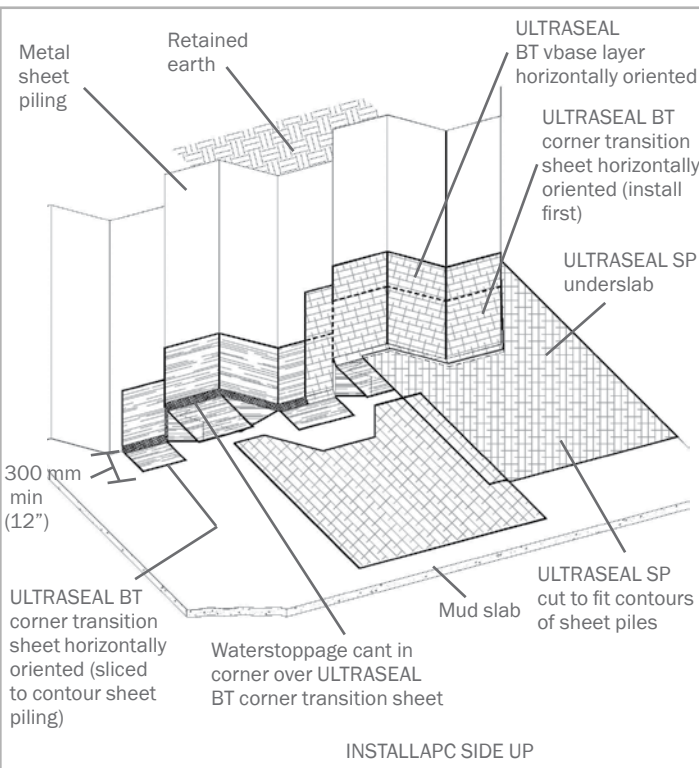 Metal
sheet
piling
Retained
earth
ULTRASEAL
BT vbase layer
horizontally oriented
ULTRASEAL BT
corner transition
sheet horizontally
oriented (install
first)
ULTRASEAL SP
underslab
300 mm
min
(12”)
ULTRASEAL BT
corner transition
sheet horizontally
oriented (sliced
to contour sheet
piling)
Waterstoppage cant in
corner over ULTRASEAL
BT corner transition sheet
Mud slab
ULTRASEAL SP
cut to fit contours
of sheet piles
INSTALLAPC SIDE UP